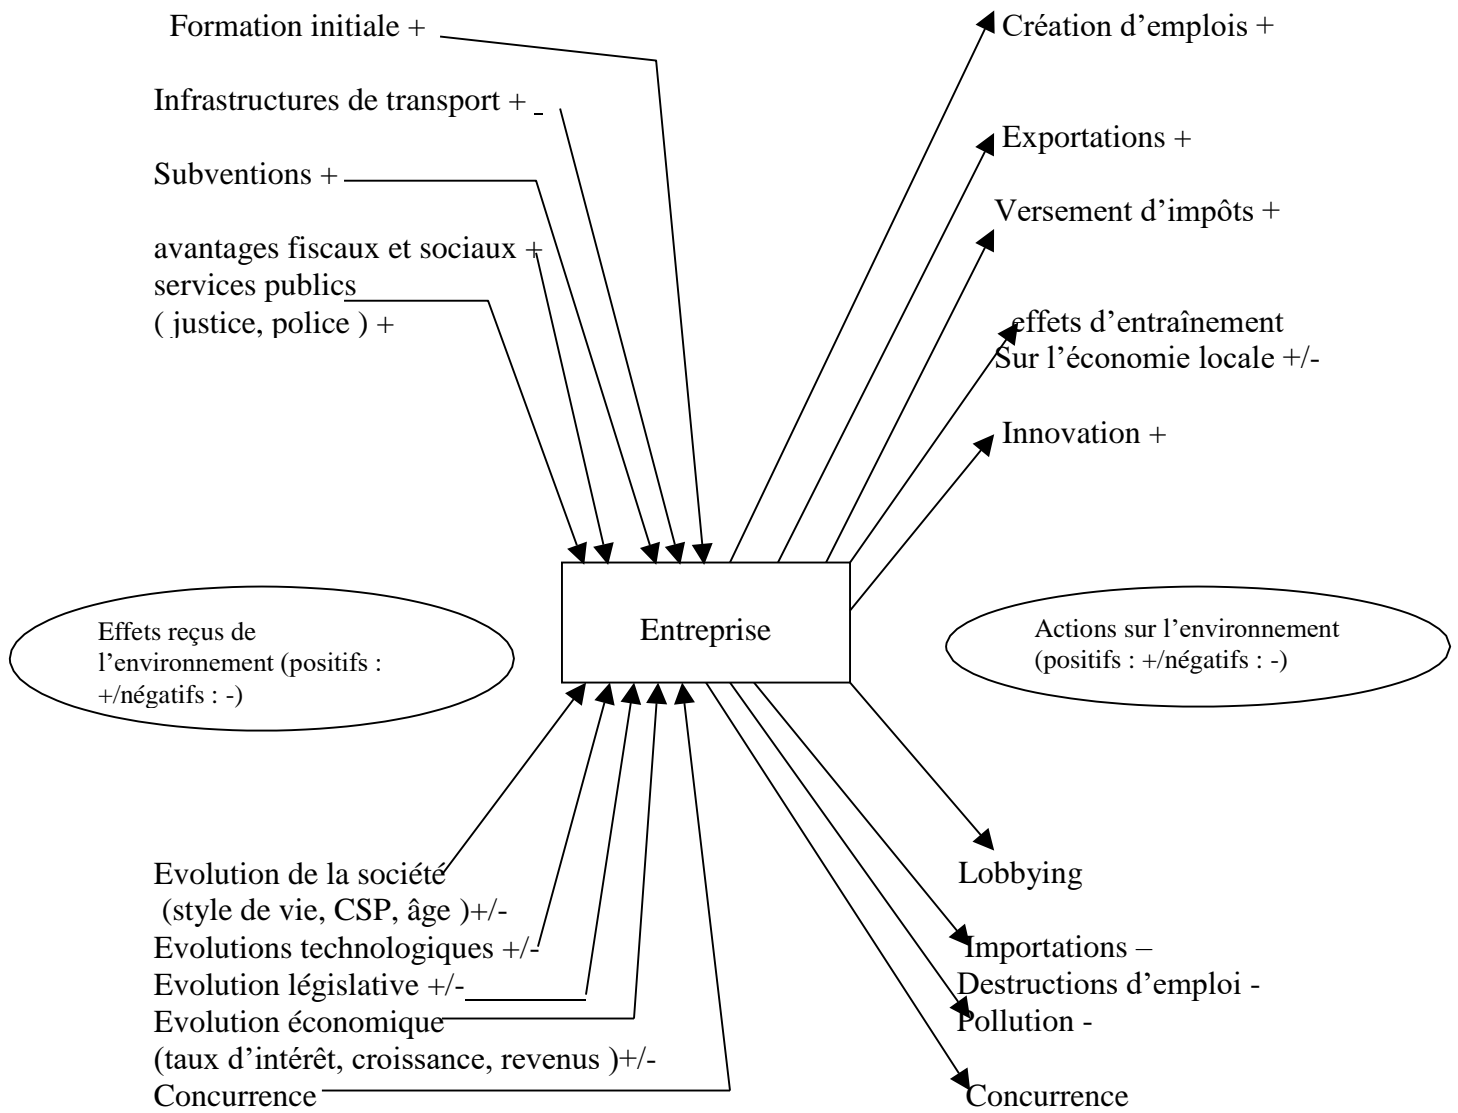 Formation initiale +
Infrastructures de transport +
Subventions +
avantages fiscaux et sociaux +
services publics
( justice, police ) +
Création d’emplois +
Exportations +
Versement d’impôts +
effets d’entraînement
Sur l’économie locale +/-
Innovation +
Effets reçus de
l’environnement (positifs :
+/négatifs : -)
Entreprise
Actions sur l’environnement
(positifs : +/négatifs : -)
Evolution de la société
(style de vie, CSP, âge )+/-
Evolutions technologiques +/-
Evolution législative +/-
Evolution économique
(taux d’intérêt, croissance, revenus )+/-
Concurrence
Lobbying
Importations –
Destructions d’emploi -
Pollution -
Concurrence